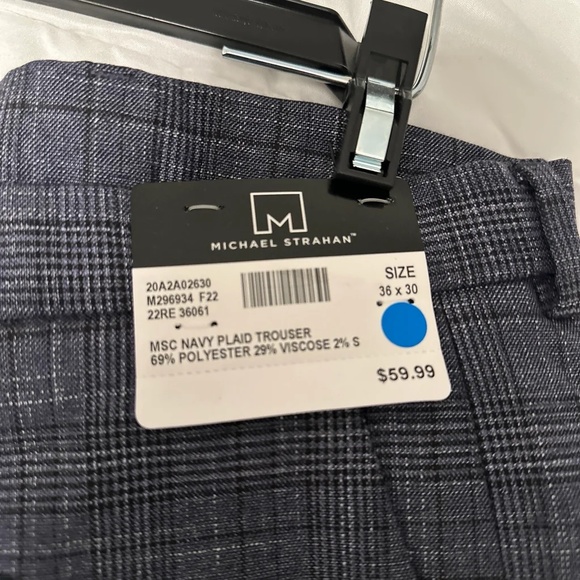 M
MICHAEL STRAHAN™
20A2A02630
M296934 F22
22RE 36061
SIZE
36 x 30
MSC NAVY PLAID TROUSER
69% POLYESTER 29% VISCOSE 2% S
$59.99